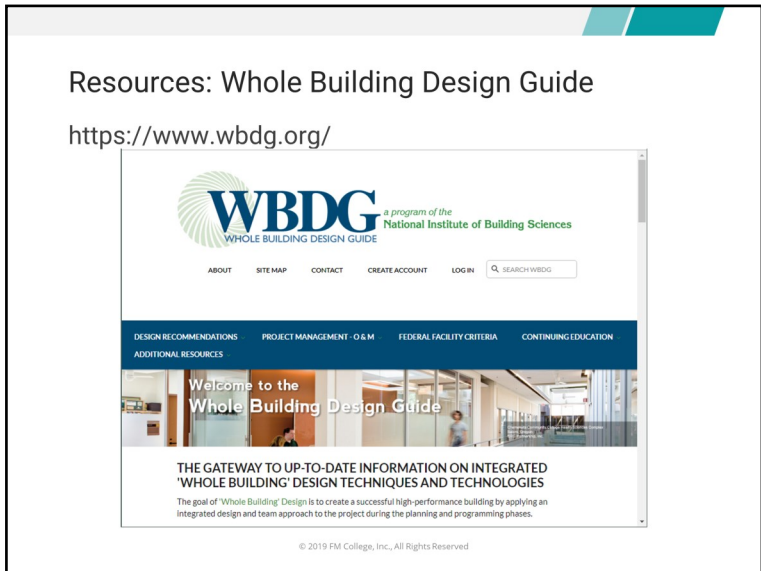 Resources: Whole Building Design Guide
https://www.wbdg.org/
WBDG
WHOLE BUILDING DESIGN GUIDE
a program of the
National Institute of Building Sciences
ABOUT SITE MAP CONTACT CREATE ACCOUNT LOG IN SEARCH WBDG
DESIGN RECOMMENDATIONS PROJECT MANAGEMENT - O & M FEDERAL FACILITY CRITERIA CONTINUING EDUCATION
ADDITIONAL RESOURCES
Welcome to the
Whole Building Design Guide
THE GATEWAY TO UP-TO-DATE INFORMATION ON INTEGRATED
'WHOLE BUILDING' DESIGN TECHNIQUES AND TECHNOLOGIES
The goal of 'Whole Building' Design is to create a successful high-performance building by applying an
integrated design and team approach to the project during the planning and programming phases.
© 2019 FM College, Inc., All Rights Reserved